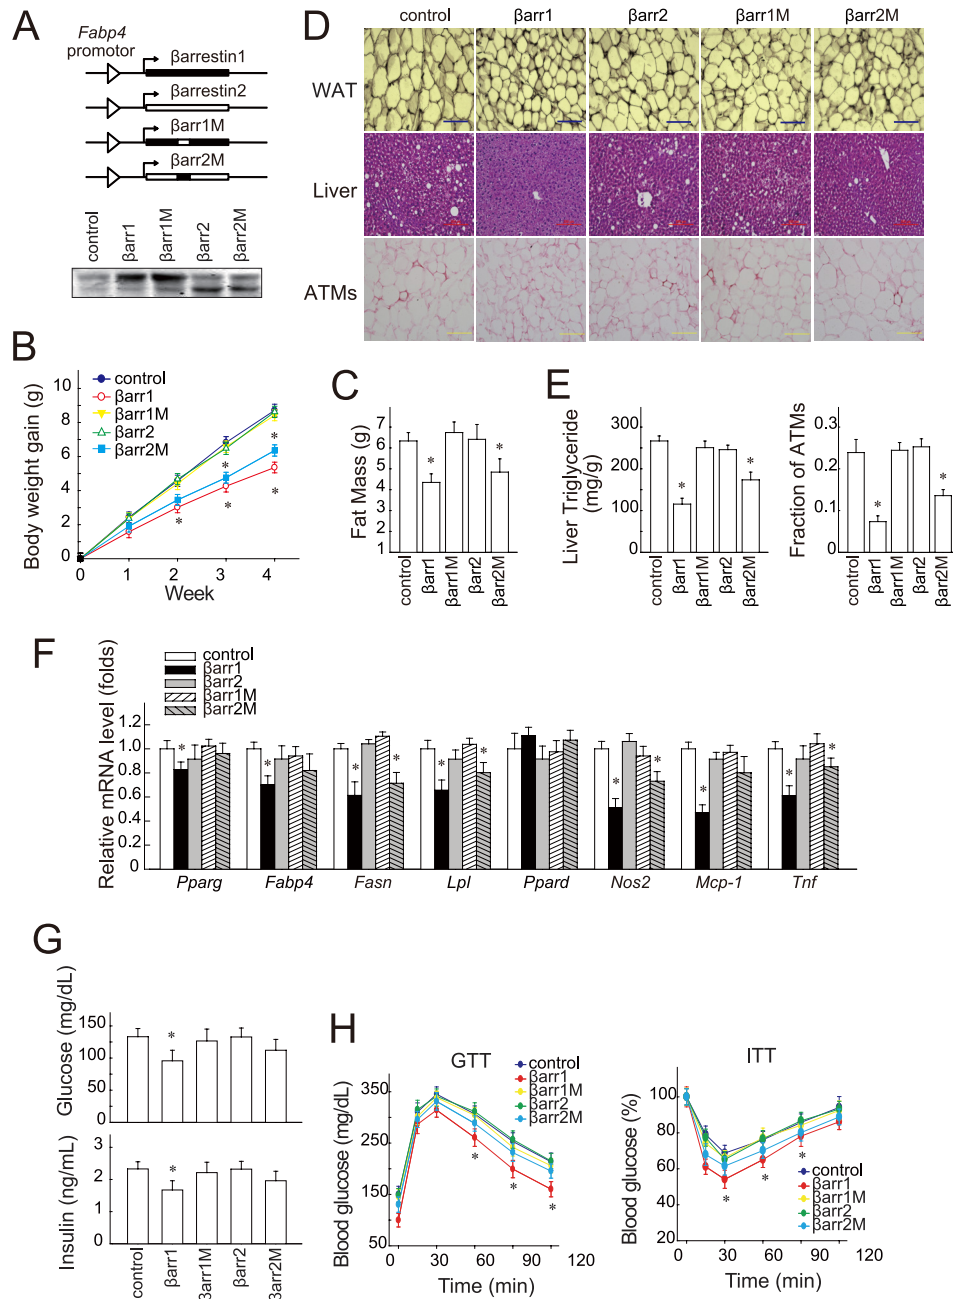 A
Fabp4
promotor
βarrestin1
βarrestin2
βarr1M
βarr2M
control
βarr1
βarr1M
βarr2
βarr2M
D
control
βarr1
βarr2
βarr1M
βarr2M
WAT
Liver
ATMs
B
Body weight gain (g)
10
8
6
4
2
0
control
βarr1
βarr1M
βarr2
βarr2M
*
*
*
*
*
0
1
2
3
4
Week
C
Fat Mass (g)
7
6
5
4
3
2
1
*
*
control
βarr1
βarr1M
βarr2
βarr2M
E
Liver Triglyceride
(mg/g)
300
200
100
0
*
*
control
βarr1
βarr1M
βarr2
βarr2M
Fraction of ATMs
0.3
0.2
0.1
0
*
*
control
βarr1
βarr1M
βarr2
βarr2M
F
control
βarr1
βarr2
βarr1M
βarr2M
Relative mRNA level (folds)
1.2
1.0
0.8
0.6
0.4
0
*
*
*
*
*
*
*
*
*
*
*
Pparg
Fabp4
Fasn
Lpl
Ppard
Nos2
Mcp-1
Tnf
G
Glucose (mg/dL)
150
100
50
0
*
Insulin (ng/mL)
3
2
1
0
*
control
βarr1
βarr1M
βarr2
βarr2M
H
GTT
Blood glucose (mg/dL)
350
250
150
50
control
βarr1
βarr1M
βarr2
βarr2M
*
*
*
0
30
60
90
120
Time (min)
ITT
Blood glucose (%)
100
80
60
40
20
*
*
*
control
βarr1
βarr1M
βarr2
βarr2M
0
30
60
90
120
Time (min)